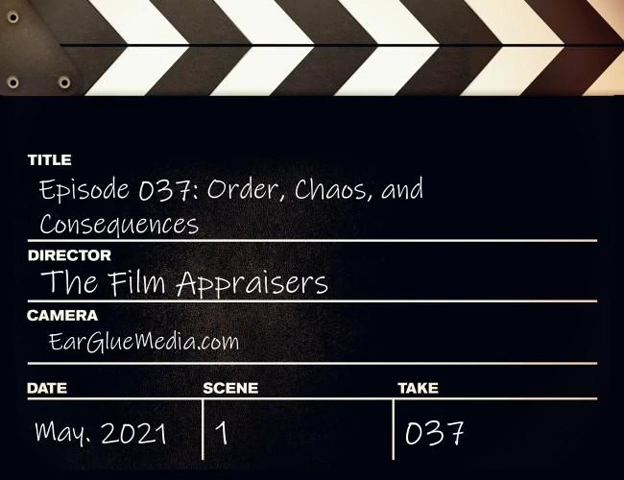 TITLE
Episode 037: Order, Chaos, and
Consequences
DIRECTOR
The Film Appraisers
CAMERA
EarGlueMedia.com
DATE SCENE TAKE
May. 2021 1 037